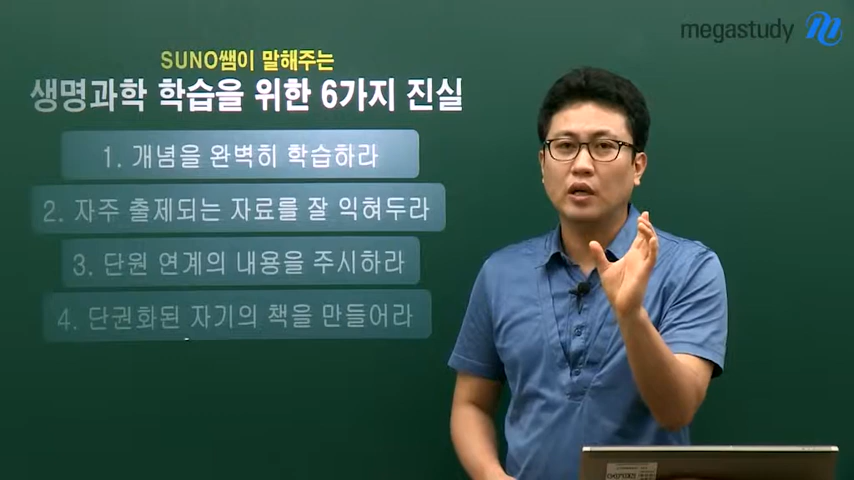 megastudy
SUNO쌤이 말해주는
생명과학 학습을 위한 6가지 진실
1. 개념을 완벽히 학습하라
2. 자주 출제되는 자료를 잘 익혀두라
3. 단원 연계의 내용을 주시하라
4. 단권화된 자기의 책을 만들어라